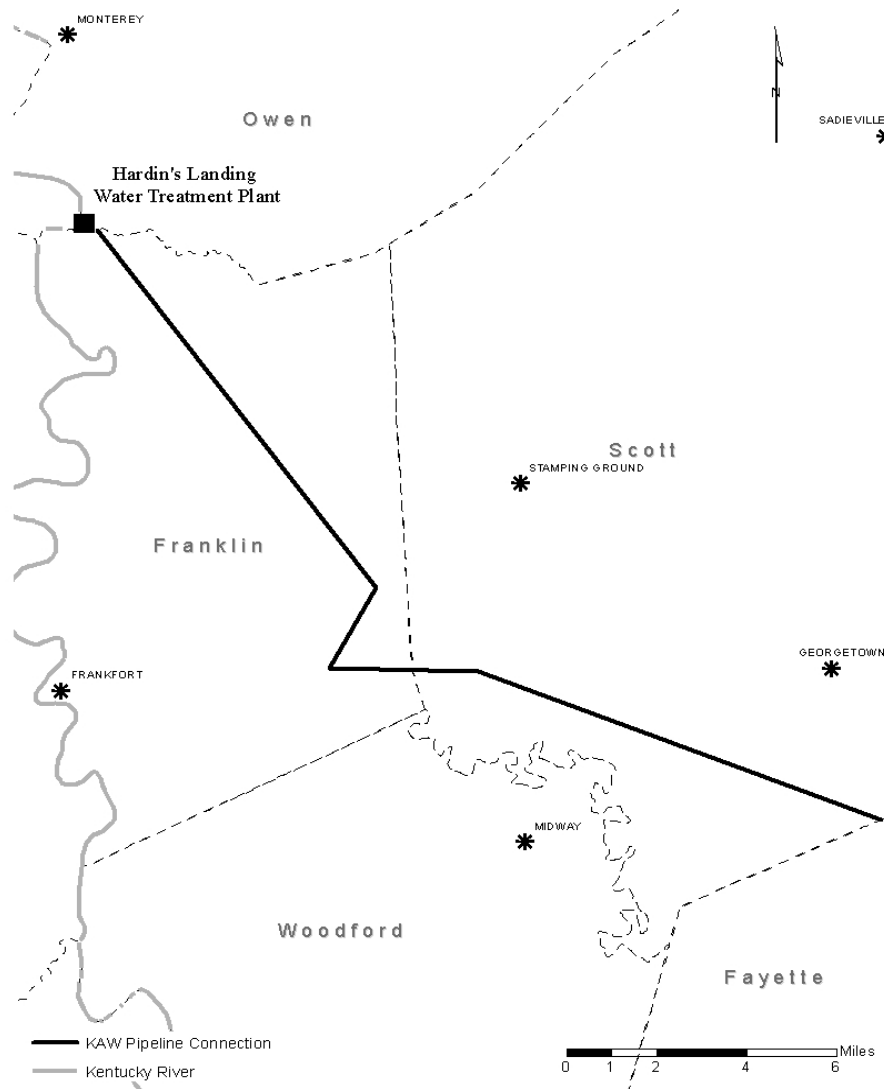 MONTEREY
Owen
N
SADIEVILLE
Hardin's Landing
Water Treatment Plant
Scott
STAMPING GROUND
Franklin
GEORGETOWN
FRANKFORT
MIDWAY
Woodford
Fayette
KAW Pipeline Connection
Kentucky River
Miles
0 1 2 4 6